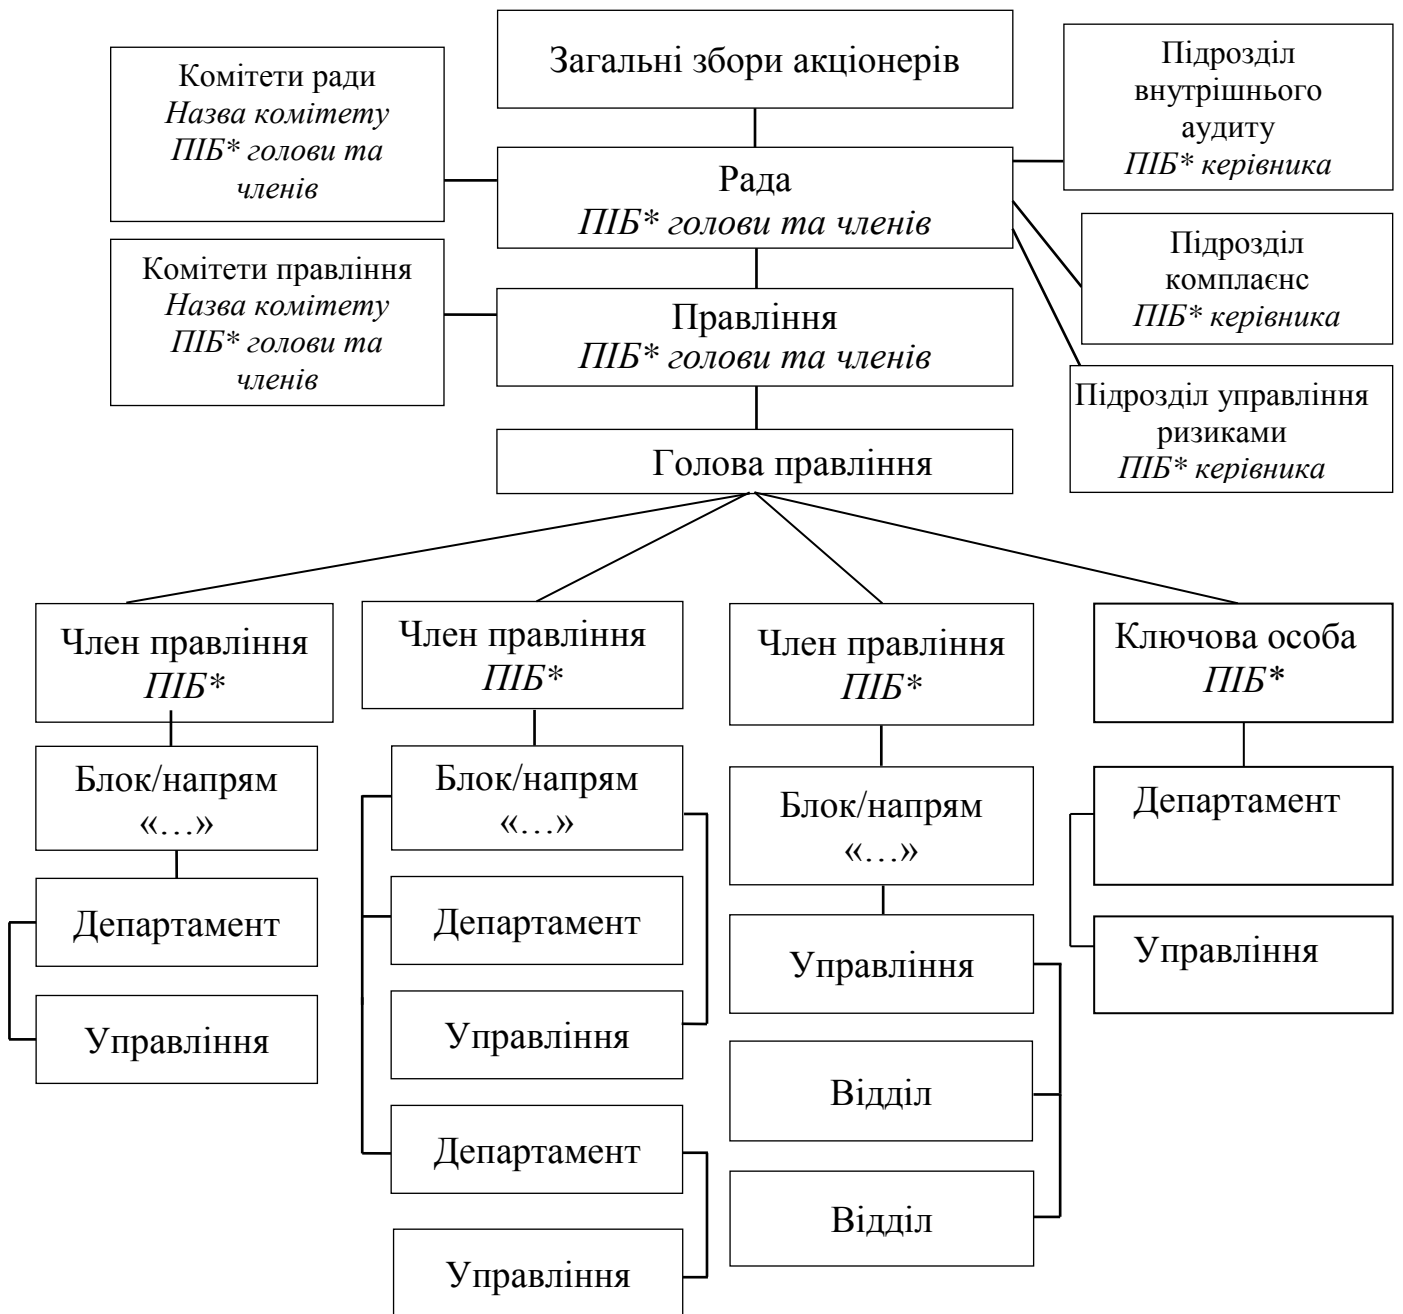 Загальні збори акціонерів
Комітети ради
Назва комітету
ПІБ* голови та
членів
Підрозділ
внутрішнього
аудиту
ПІБ* керівника
Рада
ПІБ* голови та членів
Підрозділ
комплаєнс
ПІБ* керівника
Комітети правління
Назва комітету
ПІБ* голови та
членів
Правління
ПІБ* голови та членів
Підрозділ управління
ризиками
ПІБ* керівника
Голова правління
Член правління
ПІБ*
Член правління
ПІБ*
Член правління
ПІБ*
Ключова особа
ПІБ*
Блок/напрям
«…»
Департамент
Управління
Блок/напрям
«…»
Департамент
Управління
Департамент
Управління
Блок/напрям
«…»
Управління
Відділ
Відділ
Департамент
Управління